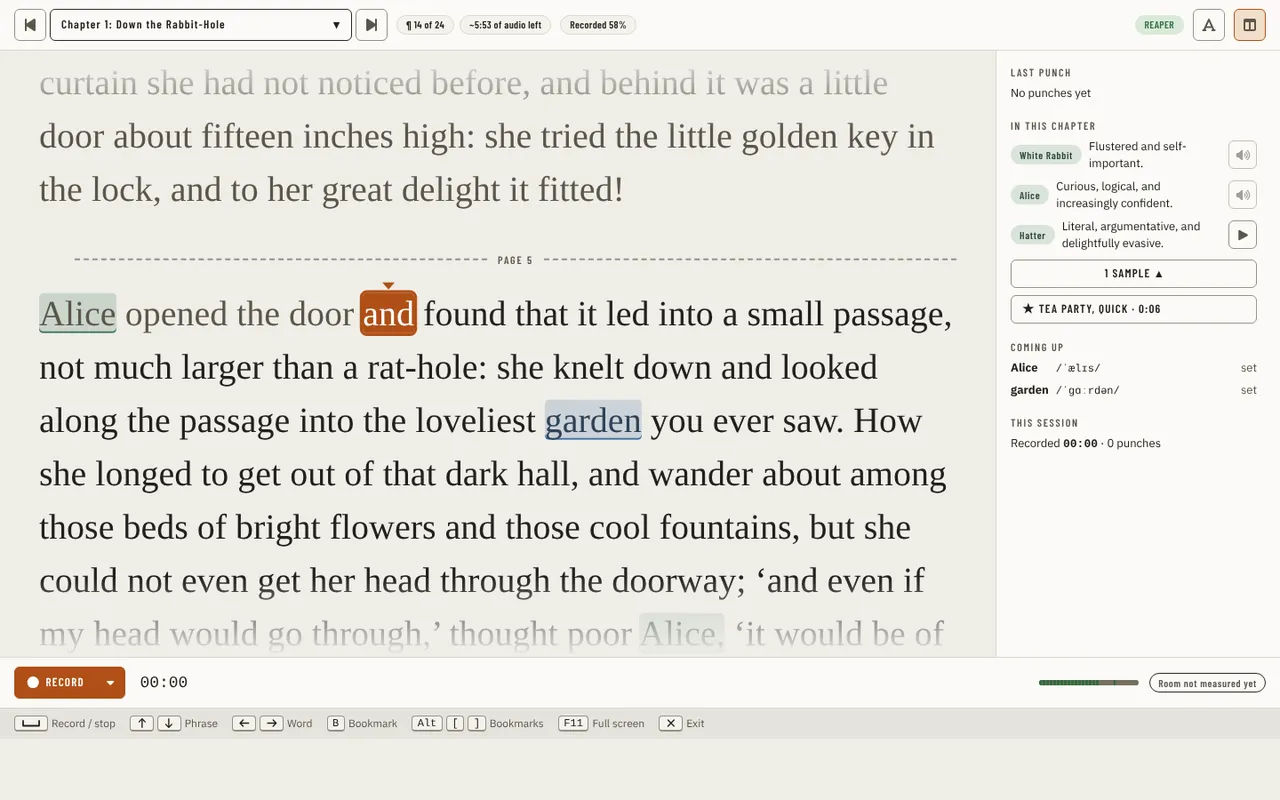 Chapter 1: Down the Rabbit-Hole ▼
¶ 14 of 24
~5:53 of audio left
Recorded 58%
REAPER
A
curtain she had not noticed before, and behind it was a little
door about fifteen inches high: she tried the little golden key in
the lock, and to her great delight it fitted!
PAGE 5
Alice opened the door and found that it led into a small passage,
not much larger than a rat-hole: she knelt down and looked
along the passage into the loveliest garden you ever saw. How
she longed to get out of that dark hall, and wander about among
those beds of bright flowers and those cool fountains, but she
could not even get her head through the doorway; ‘and even if
my head would go through,’ thought poor Alice, ‘it would be of
LAST PUNCH
No punches yet
IN THIS CHAPTER
White Rabbit
Flustered and self-
important.
Alice
Curious, logical, and
increasingly confident.
Hatter
Literal, argumentative, and
delightfully evasive.
1 SAMPLE ▲
★ TEA PARTY, QUICK · 0:06
COMING UP
Alice /ˈælɪs/ set
garden /ˈɡɑːrdən/ set
THIS SESSION
Recorded 00:00 · 0 punches
RECORD
00:00
Room not measured yet
Record / stop
↑ ↓ Phrase
← → Word
B Bookmark
Alt [ ] Bookmarks
F11 Full screen
✕ Exit